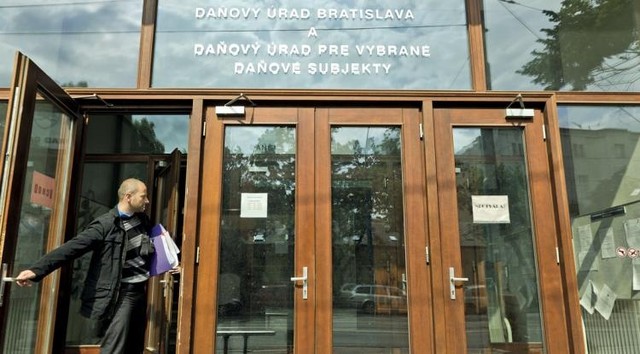 DAŇOVÝ ÚRAD BRATISLAVA
A
DAŇOVÝ ÚRAD PRE VYBRANÉ
DAŇOVÉ SUBJEKTY